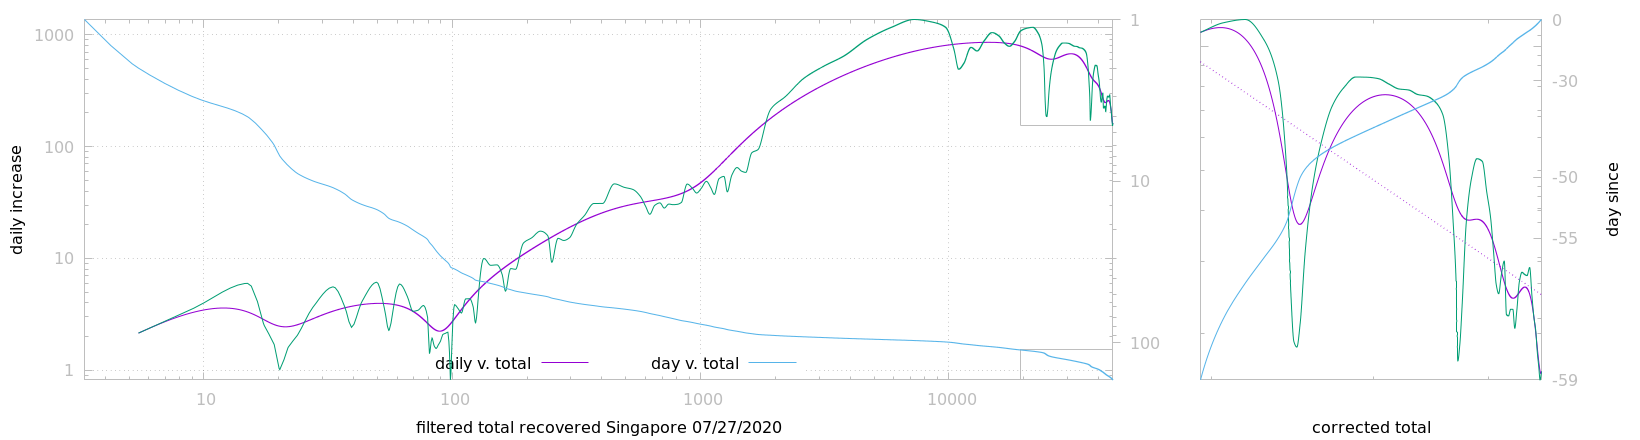 1000
100
10
1
daily increase
10
100
1000
10000
1
10
100
daily v. total
day v. total
filtered total recovered Singapore 07/27/2020
0
-30
-50
-55
-59
day since
corrected total